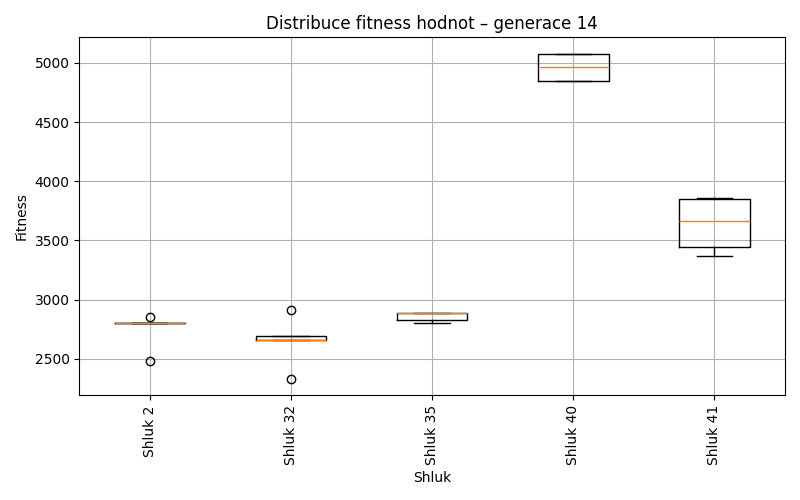 Distribuce fitness hodnot – generace 14
Fitness
5000
4500
4000
3500
3000
2500
Shluk 2
Shluk 32
Shluk 35
Shluk 40
Shluk 41
Shluk